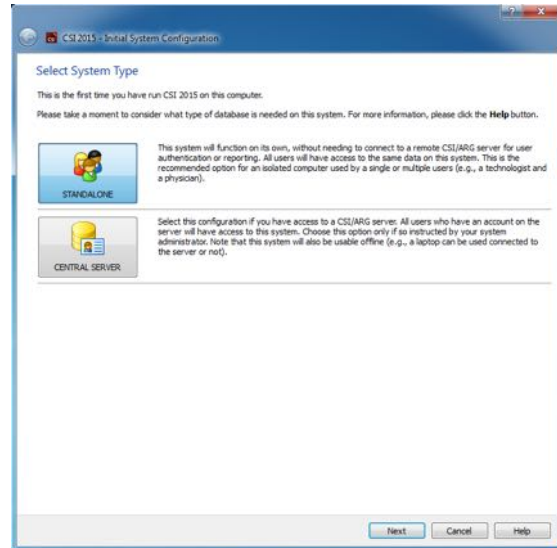 CSI 2015 - Initial System Configuration
Select System Type
This is the first time you have run CSI 2015 on this computer.
Please take a moment to consider what type of database is needed on this system. For more information, please click the Help button.
This system will function on its own, without needing to connect to a remote CSI/ARG server for user
authentication or reporting. All users will have access to the same data on this system. This is the
recommended option for an isolated computer used by a single or multiple users (e.g., a technologist and
a physician).
STANDALONE
Select this configuration if you have access to a CSI/ARG server. All users who have an account on the
server will have access to this system. Choose this option only if so instructed by your system
administrator. Note that this system will also be usable offline (e.g., a laptop can be used connected to
the server or not).
CENTRAL SERVER
Next Cancel Help